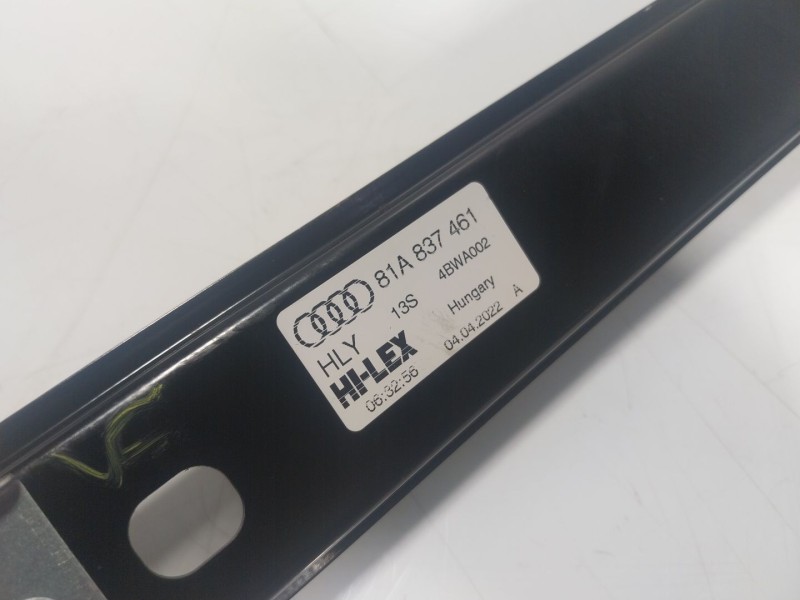 81A 837 461
HLY 13S 4BWA002
HI-LEX Hungary
06:32:56 04.04.2022 A